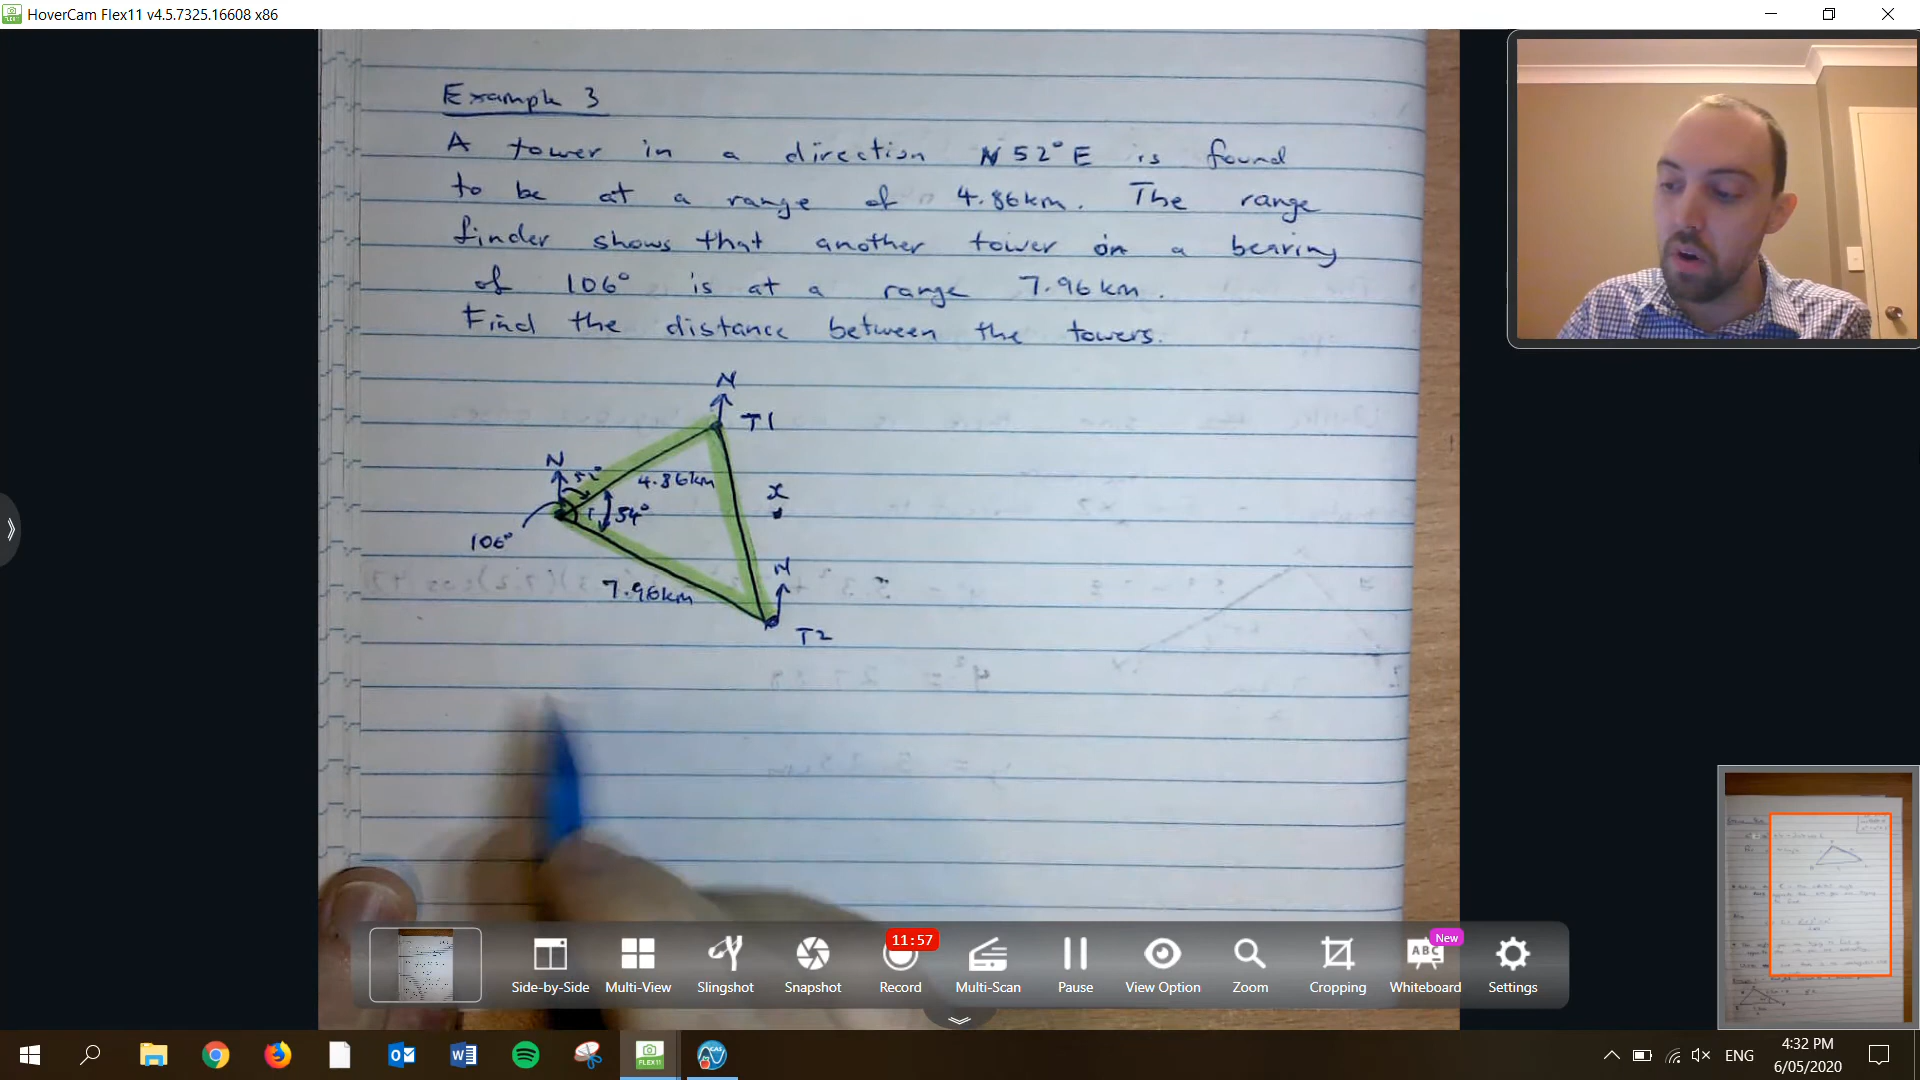 HoverCam Flex11 v4.5.7325.16608 x86
Example 3
A tower in a direction N52°E is found
to be at a range of 4.86km. The range
finder shows that another tower on a bearing
of 106° is at a range 7.96km.
Find the distance between the towers.
N
T1
N
52°
4.86km
x
54°
106°
N
7.96km
T2
11:57
New
ABC
Side-by-Side
Multi-View
Slingshot
Snapshot
Record
Multi-Scan
Pause
View Option
Zoom
Cropping
Whiteboard
Settings
FLEX11
ENG
4:32 PM
6/05/2020